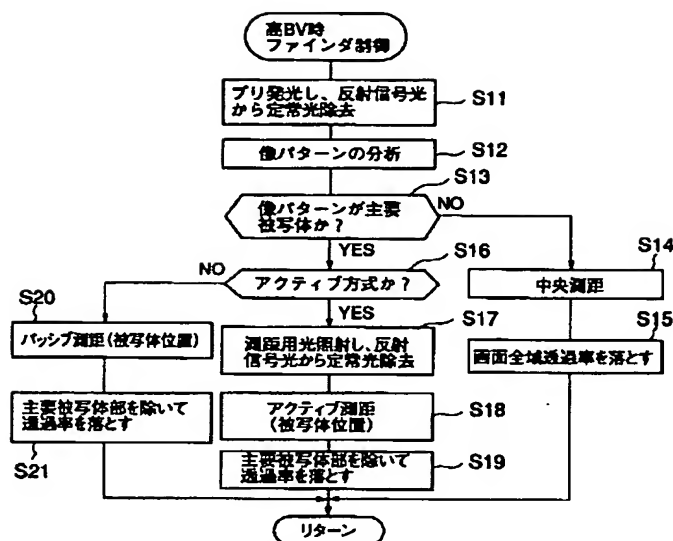 高BV時
ファインダ制御
プリ発光し、反射信号光
から定常光除去
S11
像パターンの分析
S12
S13
像パターンが主要
被写体か?
NO
YES
S16
アクティブ方式か?
NO
YES
S14
中央測距
S15
画面全域透過率を落とす
S20
パッシブ測距(被写体位置)
S17
測距用光照射し、反射
信号光から定常光除去
主要被写体部を除いて
透過率を落とす
S21
アクティブ測距
(被写体位置)
S18
主要被写体部を除いて
透過率を落とす
S19
リターン